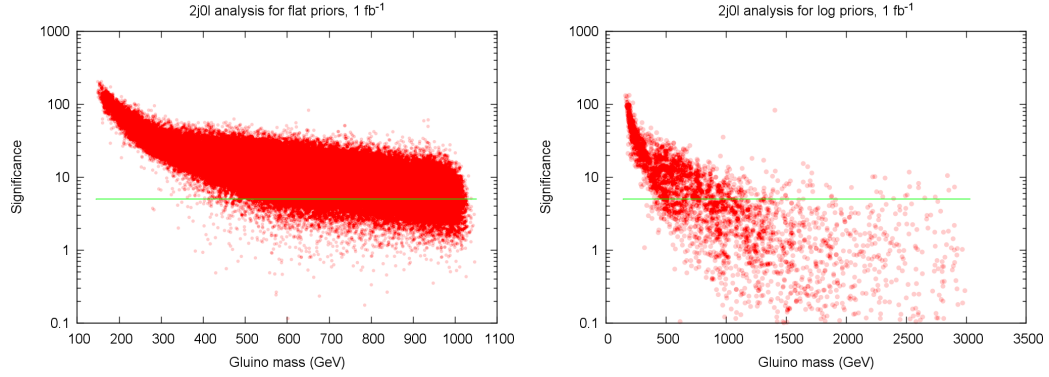 2j0l analysis for flat priors, 1 fb⁻¹
1000
100
10
1
0.1
Significance
100 200 300 400 500 600 700 800 900 1000 1100
Gluino mass (GeV)
2j0l analysis for log priors, 1 fb⁻¹
1000
100
10
1
0.1
Significance
0 500 1000 1500 2000 2500 3000 3500
Gluino mass (GeV)